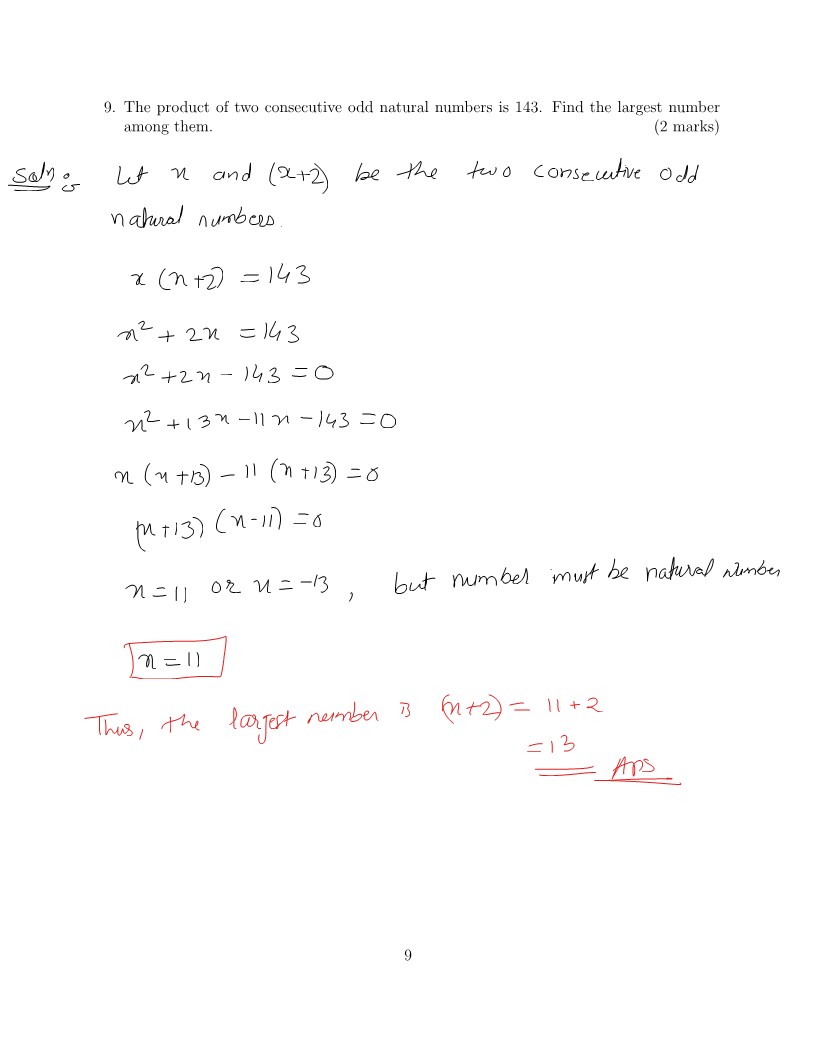 9. The product of two consecutive odd natural numbers is 143. Find the largest number
among them. (2 marks)
Soln: Let x and (x+2) be the two consecutive odd
natural numbers.
x (x+2) = 143
x² + 2x = 143
x² + 2x - 143 = 0
x² + 13x - 11x - 143 = 0
x (x+13) - 11 (x+13) = 0
(x+13) (x-11) = 0
x = 11 or x = -13 , but number must be natural number
x = 11
Thus, the largest number is (x+2) = 11 + 2
= 13
Ans
9